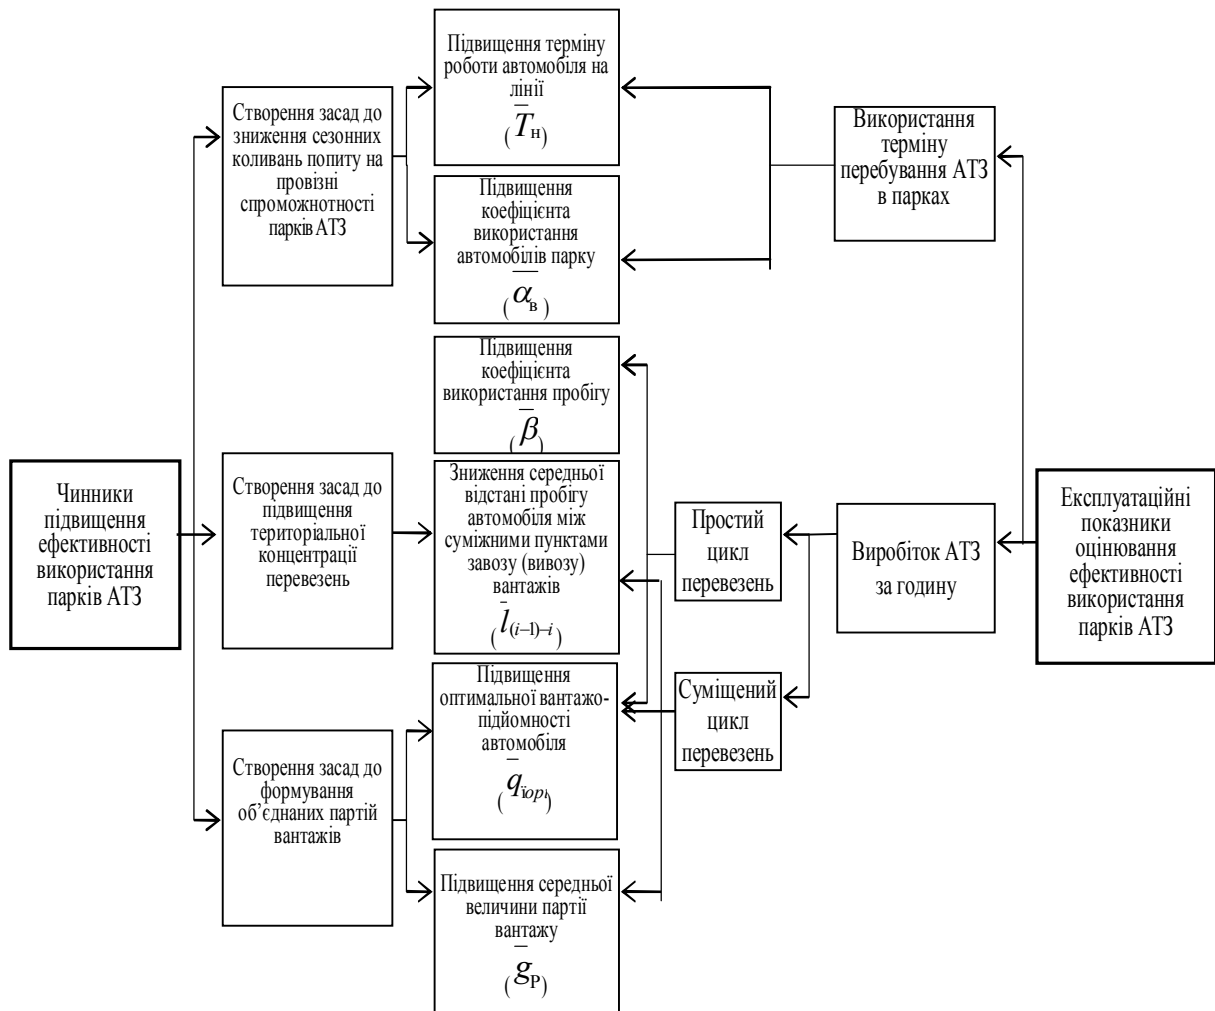 Чинники
підвищення
ефективності
використання
парків АТЗ
Створення засад до
зниження сезонних
коливань попиту на
провізні
спроможнотності
парків АТЗ
Створення засад до
підвищення
територіальної
концентрації
перевезень
Створення засад до
формування
об’єднаних партій
вантажів
Підвищення терміну
роботи автомобіля на
лінії
(T̅н)
Підвищення
коефіцієнта
використання
автомобілів парку
(α̅в)
Підвищення
коефіцієнта
використання пробігу
(β̅)
Зниження середньої
відстані пробігу
автомобіля між
суміжними пунктами
завозу (вивозу)
вантажів
(l̅(i−1)−i)
Підвищення
оптимальної вантажо-
підйомності
автомобіля
(q̅їopt)
Підвищення середньої
величини партії
вантажу
(g̅Р)
Простий
цикл
перевезень
Суміщений
цикл
перевезень
Використання
терміну
перебування АТЗ
в парках
Виробіток АТЗ
за годину
Експлуатаційні
показники
оцінювання
ефективності
використання
парків АТЗ